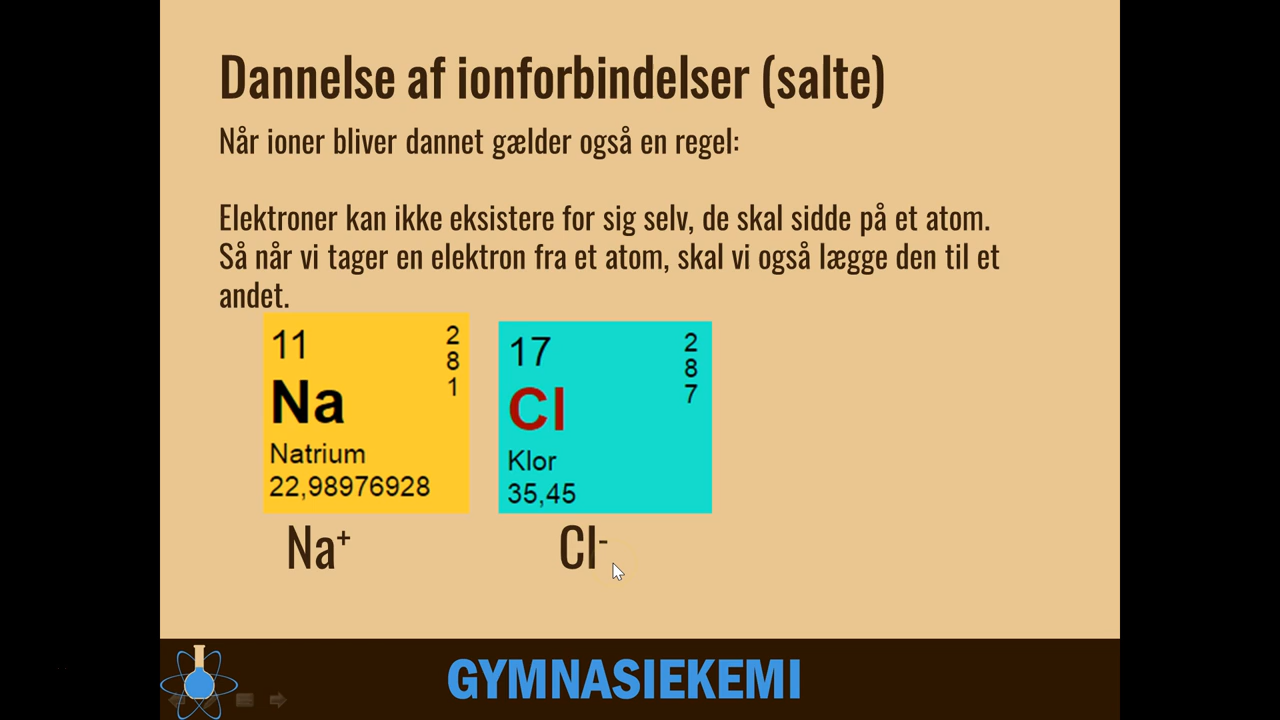 Dannelse af ionforbindelser (salte)
Når ioner bliver dannet gælder også en regel:
Elektroner kan ikke eksistere for sig selv, de skal sidde på et atom.
Så når vi tager en elektron fra et atom, skal vi også lægge den til et
andet.
11
2
8
1
Na
Natrium
22,98976928
17
2
8
7
Cl
Klor
35,45
Na⁺
Cl⁻
GYMNASIEKEMI